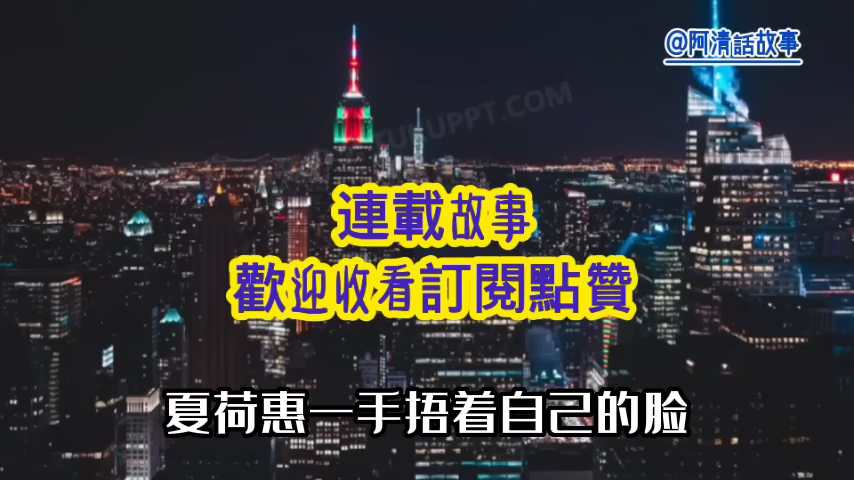 @阿清話故事
連載故事
歡迎收看訂閱點贊
夏荷惠一手捂着自己的脸